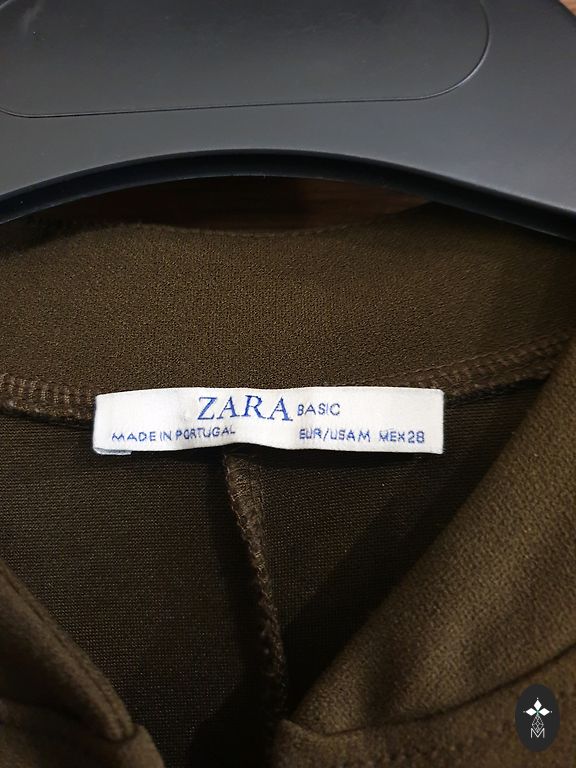 ZARA BASIC
MADE IN PORTUGAL EUR/USA M MEX 28
M